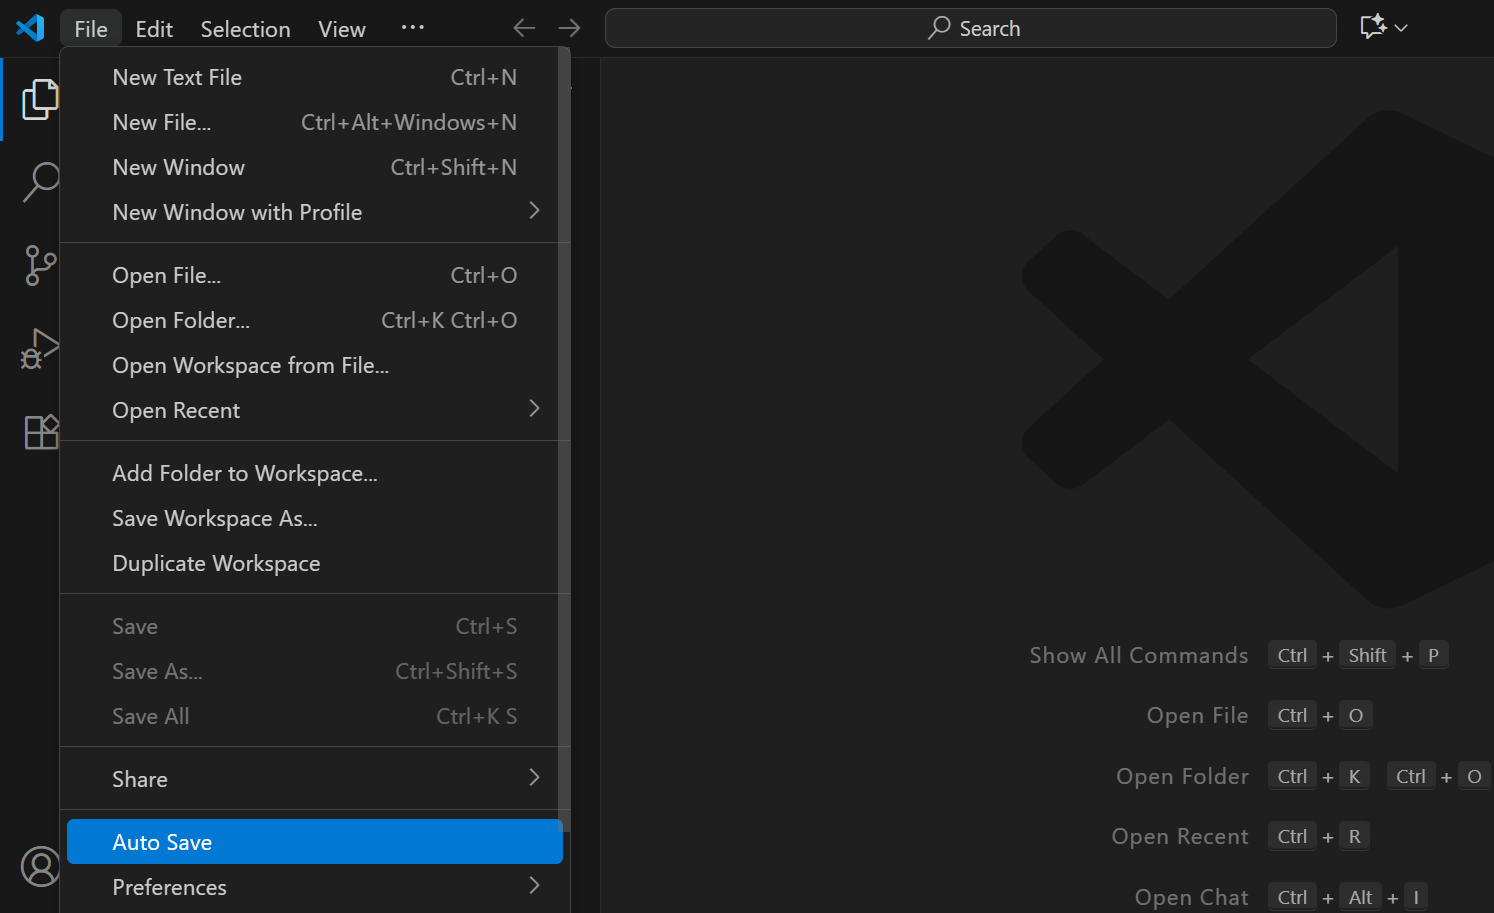 File Edit Selection View ...
Search
New Text File Ctrl+N
New File... Ctrl+Alt+Windows+N
New Window Ctrl+Shift+N
New Window with Profile
Open File... Ctrl+O
Open Folder... Ctrl+K Ctrl+O
Open Workspace from File...
Open Recent
Add Folder to Workspace...
Save Workspace As...
Duplicate Workspace
Save Ctrl+S
Save As... Ctrl+Shift+S
Save All Ctrl+K S
Share
Auto Save
Preferences
Show All Commands Ctrl + Shift + P
Open File Ctrl + O
Open Folder Ctrl + K Ctrl + O
Open Recent Ctrl + R
Open Chat Ctrl + Alt + I